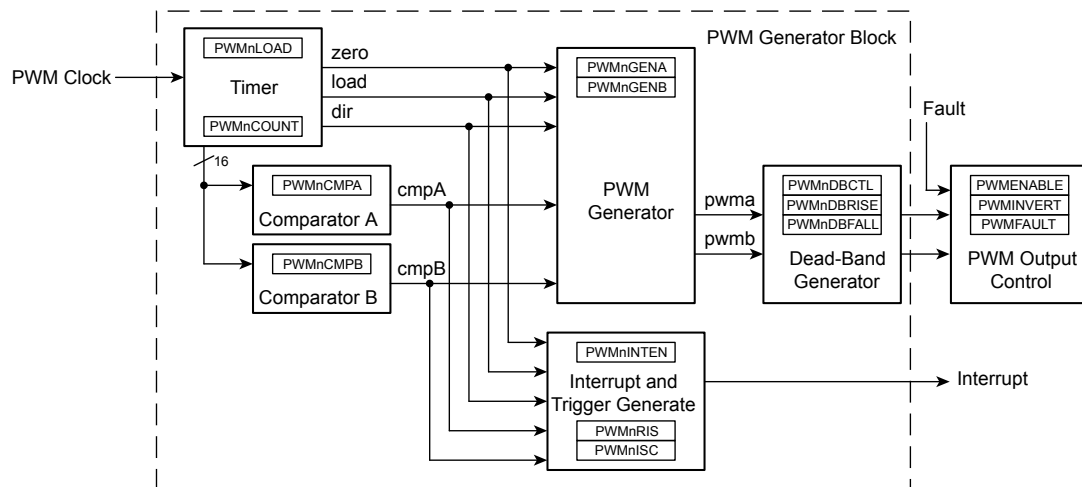 PWM Generator Block
PWM Clock
PWMnLOAD
Timer
PWMnCOUNT
zero
load
dir
16
PWMnCMPA
Comparator A
cmpA
PWMnCMPB
Comparator B
cmpB
PWMnGENA
PWMnGENB
PWM
Generator
pwma
pwmb
PWMnDBCTL
PWMnDBRISE
PWMnDBFALL
Dead-Band
Generator
Fault
PWMENABLE
PWMINVERT
PWMFAULT
PWM Output
Control
PWMnINTEN
Interrupt and
Trigger Generate
PWMnRIS
PWMnISC
Interrupt